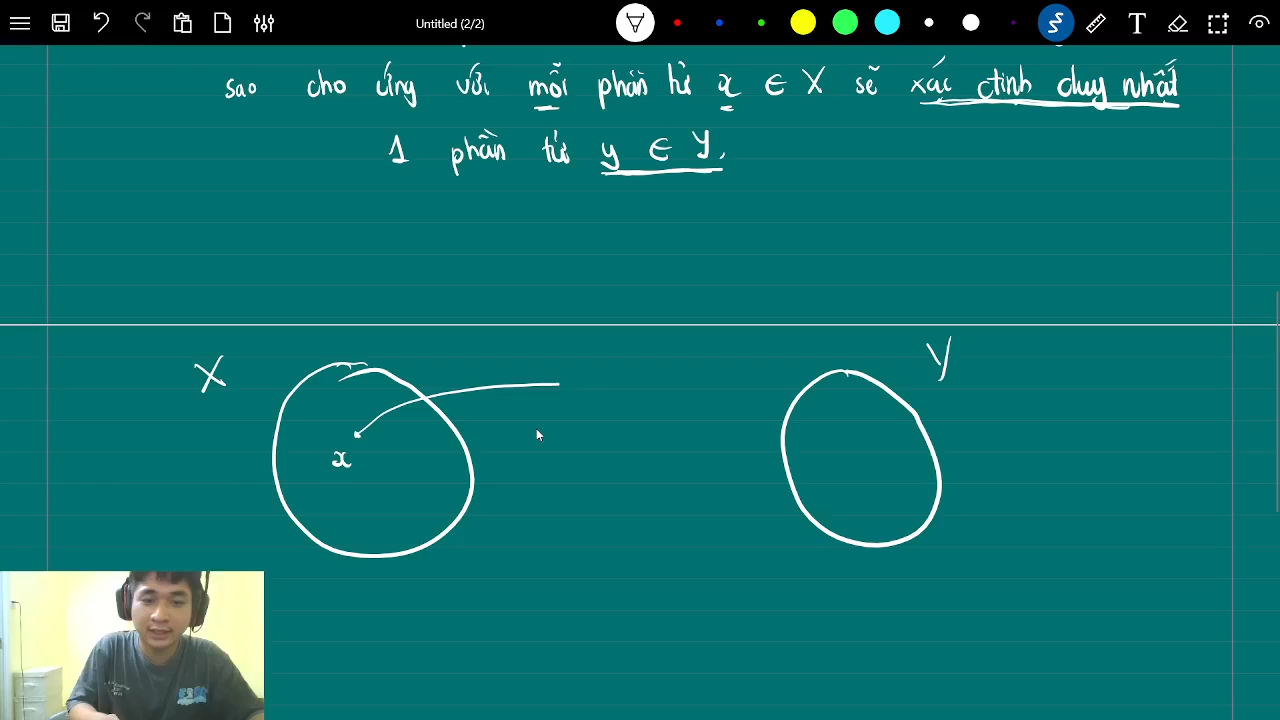 Untitled (2/2)
T
sao cho ứng với mỗi phần tử x ∈ X sẽ xác định duy nhất
1 phần tử y ∈ Y.
X
Y
x